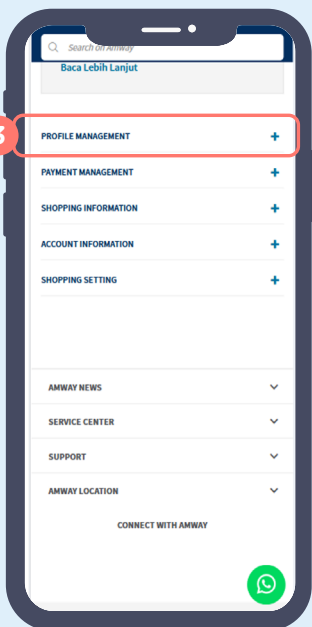 Search on Amway
Baca Lebih Lanjut
3
PROFILE MANAGEMENT +
PAYMENT MANAGEMENT +
SHOPPING INFORMATION +
ACCOUNT INFORMATION +
SHOPPING SETTING +
AMWAY NEWS
SERVICE CENTER
SUPPORT
AMWAY LOCATION
CONNECT WITH AMWAY